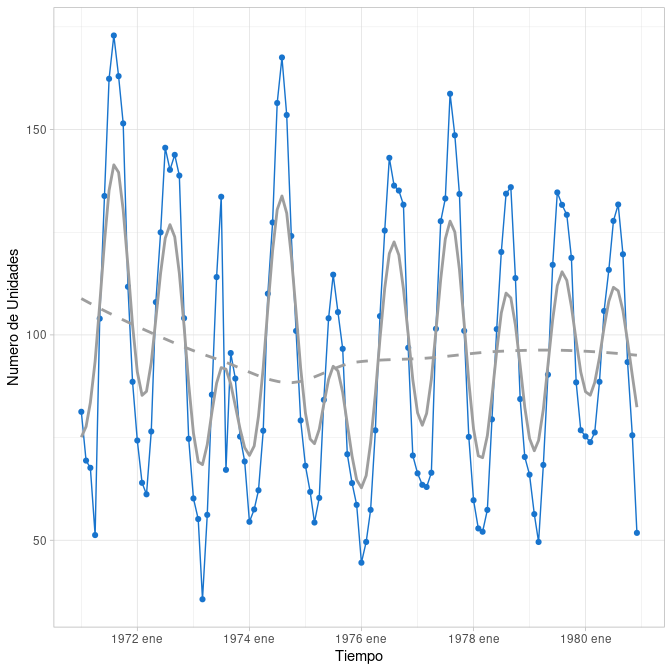 150
100
50
Numero de Unidades
1972 ene
1974 ene
1976 ene
1978 ene
1980 ene
Tiempo